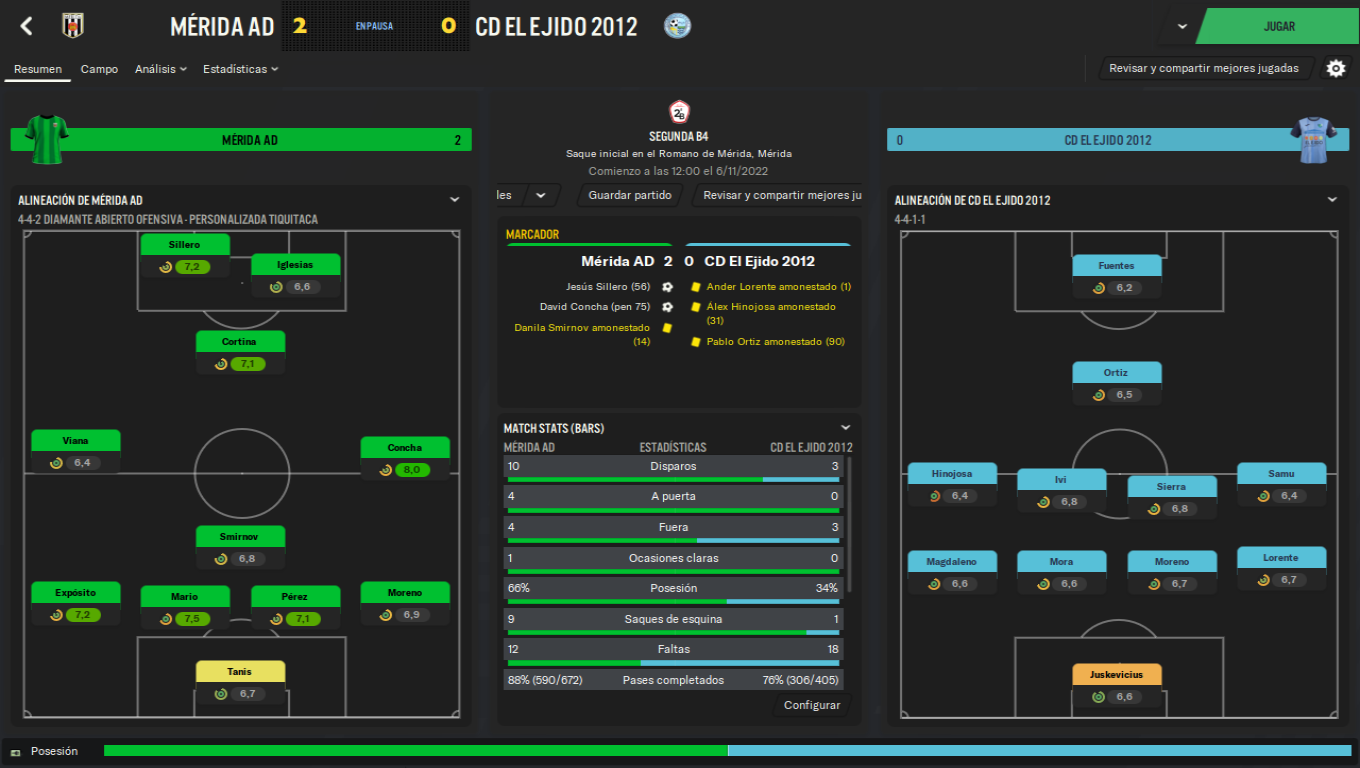 MÉRIDA AD 2 EN PAUSA 0 CD EL EJIDO 2012
JUGAR
Resumen Campo Análisis Estadísticas
Revisar y compartir mejores jugadas
MÉRIDA AD 2
2ªB
SEGUNDA B4
Saque inicial en el Romano de Mérida, Mérida
Comienzo a las 12:00 el 6/11/2022
les Guardar partido Revisar y compartir mejores ju
0 CD EL EJIDO 2012
ALINEACIÓN DE MÉRIDA AD
4-4-2 DIAMANTE ABIERTO OFENSIVA - PERSONALIZADA TIQUITACA
Sillero
7,2
Iglesias
6,6
Cortina
7,1
Viana
6,4
Concha
8,0
Smirnov
6,8
Expósito
7,2
Mario
7,5
Pérez
7,1
Moreno
6,9
Tanis
6,7
MARCADOR
Mérida AD 2 0 CD El Ejido 2012
Jesús Sillero (56)
David Concha (pen 75)
Danila Smirnov amonestado
(14)
Ander Lorente amonestado (1)
Álex Hinojosa amonestado
(31)
Pablo Ortiz amonestado (90)
MATCH STATS (BARS)
MÉRIDA AD ESTADÍSTICAS CD EL EJIDO 2012
10 Disparos 3
4 A puerta 0
4 Fuera 3
1 Ocasiones claras 0
66% Posesión 34%
9 Saques de esquina 1
12 Faltas 18
88% (590/672) Pases completados 76% (306/405)
Configurar
ALINEACIÓN DE CD EL EJIDO 2012
4-4-1-1
Fuentes
6,2
Ortiz
6,5
Hinojosa
6,4
Ivi
6,8
Sierra
6,8
Samu
6,4
Magdaleno
6,6
Mora
6,6
Moreno
6,7
Lorente
6,7
Juskevicius
6,6
Posesión